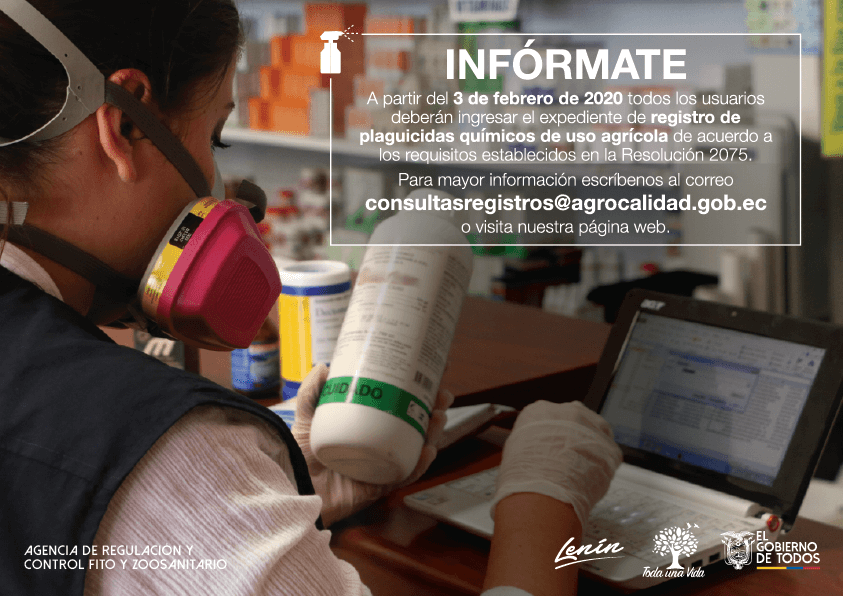 INFÓRMATE
A partir del 3 de febrero de 2020 todos los usuarios
deberán ingresar el expediente de registro de
plaguicidas químicos de uso agrícola de acuerdo a
los requisitos establecidos en la Resolución 2075.
Para mayor información escríbenos al correo
consultasregistros@agrocalidad.gob.ec
o visita nuestra página web.
CUIDADO
acer
AGENCIA DE REGULACIÓN Y
CONTROL FITO Y ZOOSANITARIO
Lenín
Toda una Vida
EL
GOBIERNO
DE TODOS